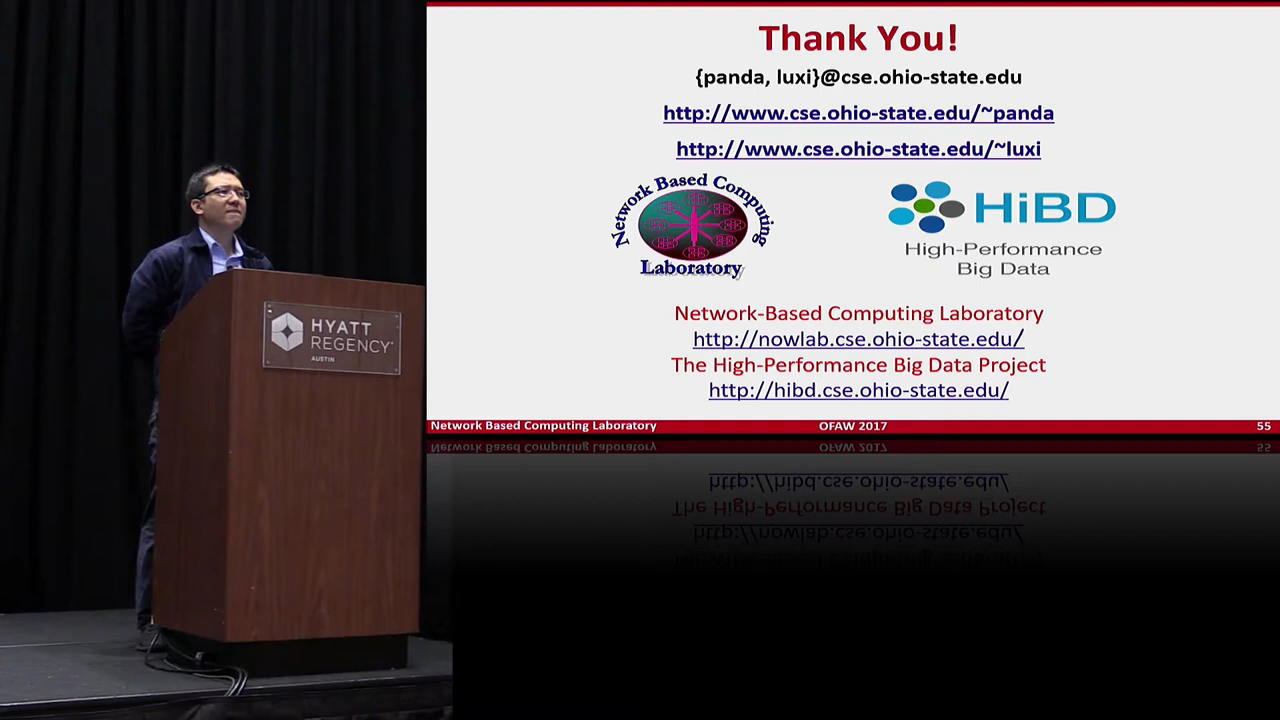 Thank You!
{panda, luxi}@cse.ohio-state.edu
http://www.cse.ohio-state.edu/~panda
http://www.cse.ohio-state.edu/~luxi
Network Based Computing
Laboratory
HiBD
High-Performance
Big Data
Network-Based Computing Laboratory
http://nowlab.cse.ohio-state.edu/
The High-Performance Big Data Project
http://hibd.cse.ohio-state.edu/
Network Based Computing Laboratory OFAW 2017 55
HYATT
REGENCY
AUSTIN